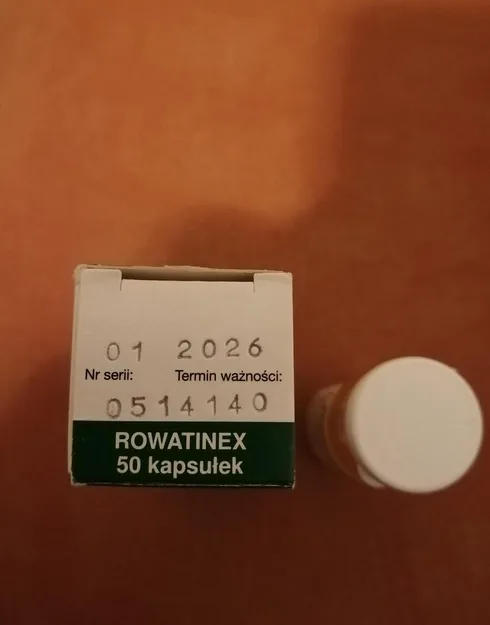 01 2026
Nr serii: Termin ważności:
0514140
ROWATINEX
50 kapsułek